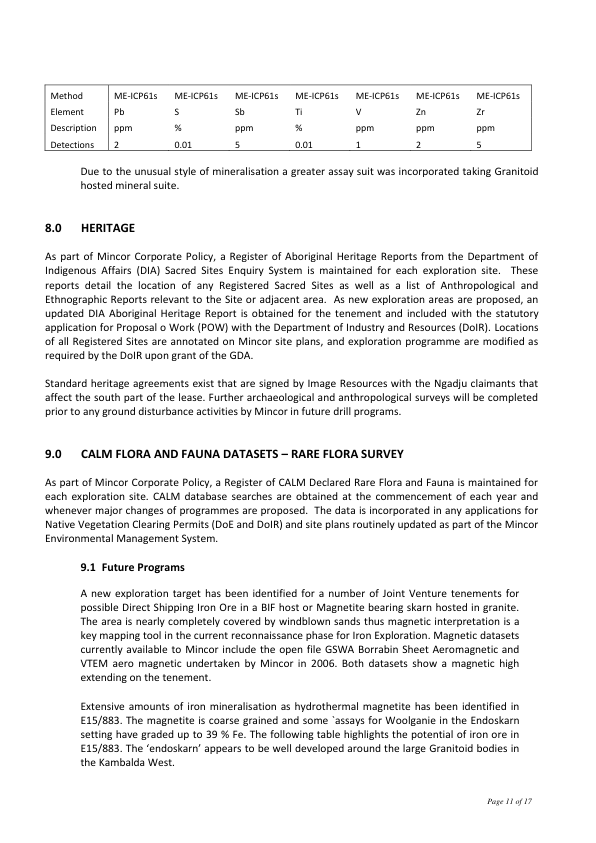 Method ME-ICP61s ME-ICP61s ME-ICP61s ME-ICP61s ME-ICP61s ME-ICP61s ME-ICP61s
Element Pb S Sb Ti V Zn Zr
Description ppm % ppm % ppm ppm ppm
Detections 2 0.01 5 0.01 1 2 5
Due to the unusual style of mineralisation a greater assay suit was incorporated taking Granitoid
hosted mineral suite.
8.0 HERITAGE
As part of Mincor Corporate Policy, a Register of Aboriginal Heritage Reports from the Department of
Indigenous Affairs (DIA) Sacred Sites Enquiry System is maintained for each exploration site. These
reports detail the location of any Registered Sacred Sites as well as a list of Anthropological and
Ethnographic Reports relevant to the Site or adjacent area. As new exploration areas are proposed, an
updated DIA Aboriginal Heritage Report is obtained for the tenement and included with the statutory
application for Proposal o Work (POW) with the Department of Industry and Resources (DoIR). Locations
of all Registered Sites are annotated on Mincor site plans, and exploration programme are modified as
required by the DoIR upon grant of the GDA.
Standard heritage agreements exist that are signed by Image Resources with the Ngadju claimants that
affect the south part of the lease. Further archaeological and anthropological surveys will be completed
prior to any ground disturbance activities by Mincor in future drill programs.
9.0 CALM FLORA AND FAUNA DATASETS – RARE FLORA SURVEY
As part of Mincor Corporate Policy, a Register of CALM Declared Rare Flora and Fauna is maintained for
each exploration site. CALM database searches are obtained at the commencement of each year and
whenever major changes of programmes are proposed. The data is incorporated in any applications for
Native Vegetation Clearing Permits (DoE and DoIR) and site plans routinely updated as part of the Mincor
Environmental Management System.
9.1 Future Programs
A new exploration target has been identified for a number of Joint Venture tenements for
possible Direct Shipping Iron Ore in a BIF host or Magnetite bearing skarn hosted in granite.
The area is nearly completely covered by windblown sands thus magnetic interpretation is a
key mapping tool in the current reconnaissance phase for Iron Exploration. Magnetic datasets
currently available to Mincor include the open file GSWA Borrabin Sheet Aeromagnetic and
VTEM aero magnetic undertaken by Mincor in 2006. Both datasets show a magnetic high
extending on the tenement.
Extensive amounts of iron mineralisation as hydrothermal magnetite has been identified in
E15/883. The magnetite is coarse grained and some `assays for Woolganie in the Endoskarn
setting have graded up to 39 % Fe. The following table highlights the potential of iron ore in
E15/883. The ‘endoskarn’ appears to be well developed around the large Granitoid bodies in
the Kambalda West.
Page 11 of 17